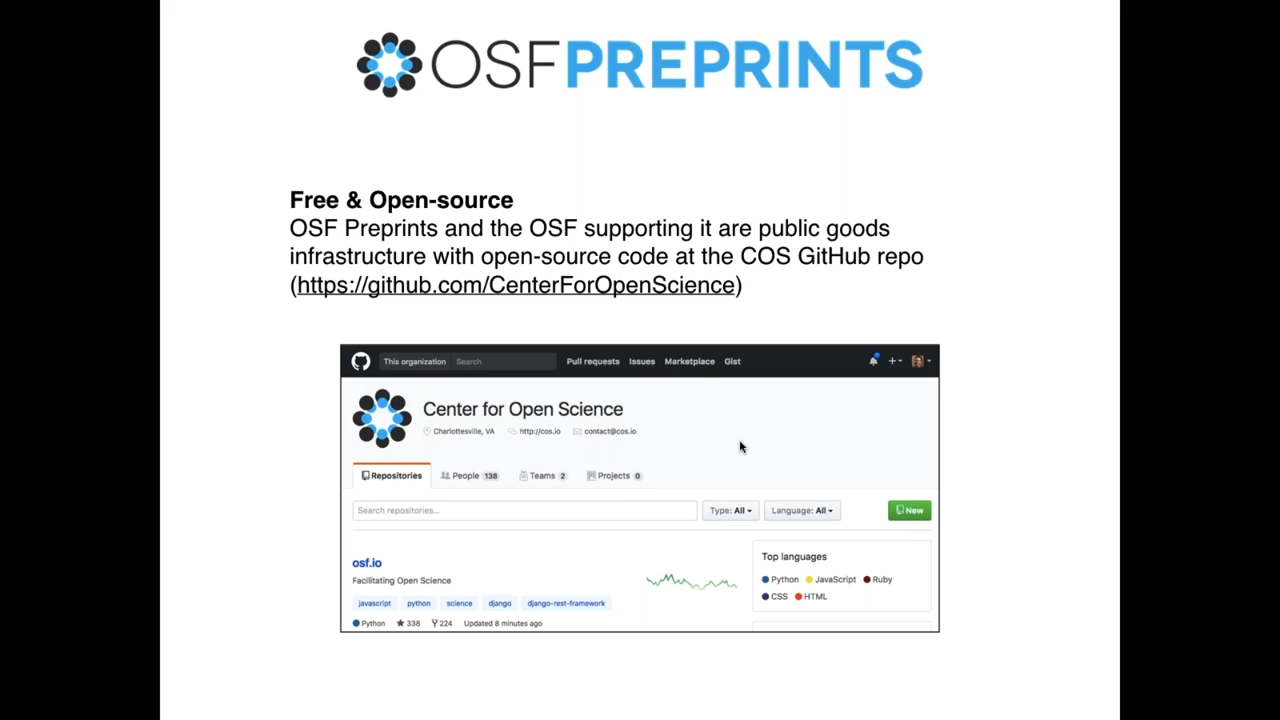 OSFPREPRINTS
Free & Open-source
OSF Preprints and the OSF supporting it are public goods
infrastructure with open-source code at the COS GitHub repo
(https://github.com/CenterForOpenScience)
This organization Search Pull requests Issues Marketplace Gist
Center for Open Science
Charlottesville, VA http://cos.io contact@cos.io
Repositories People 138 Teams 2 Projects 0
Search repositories... Type: All Language: All New
osf.io
Facilitating Open Science
javascript python science django django-rest-framework
Python 338 224 Updated 8 minutes ago
Top languages
Python JavaScript Ruby
CSS HTML